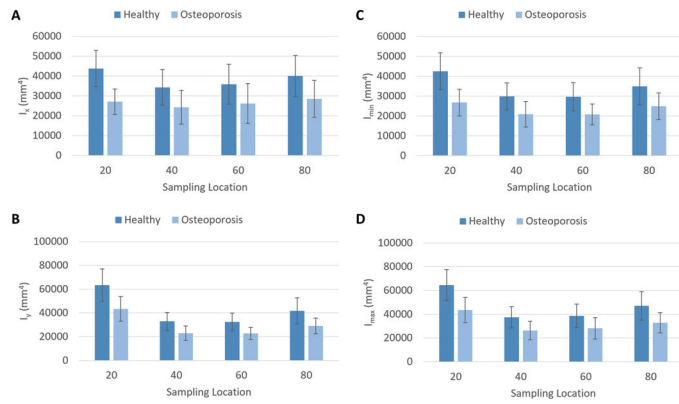 A
Healthy Osteoporosis
60000
50000
40000
30000
20000
10000
0
Iₓ (mm⁴)
20 40 60 80
Sampling Location
C
Healthy Osteoporosis
60000
50000
40000
30000
20000
10000
0
Imin (mm⁴)
20 40 60 80
Sampling Location
B
Healthy Osteoporosis
100000
80000
60000
40000
20000
0
Iy (mm⁴)
20 40 60 80
Sampling Location
D
Healthy Osteoporosis
100000
80000
60000
40000
20000
0
Imax (mm⁴)
20 40 60 80
Sampling Location